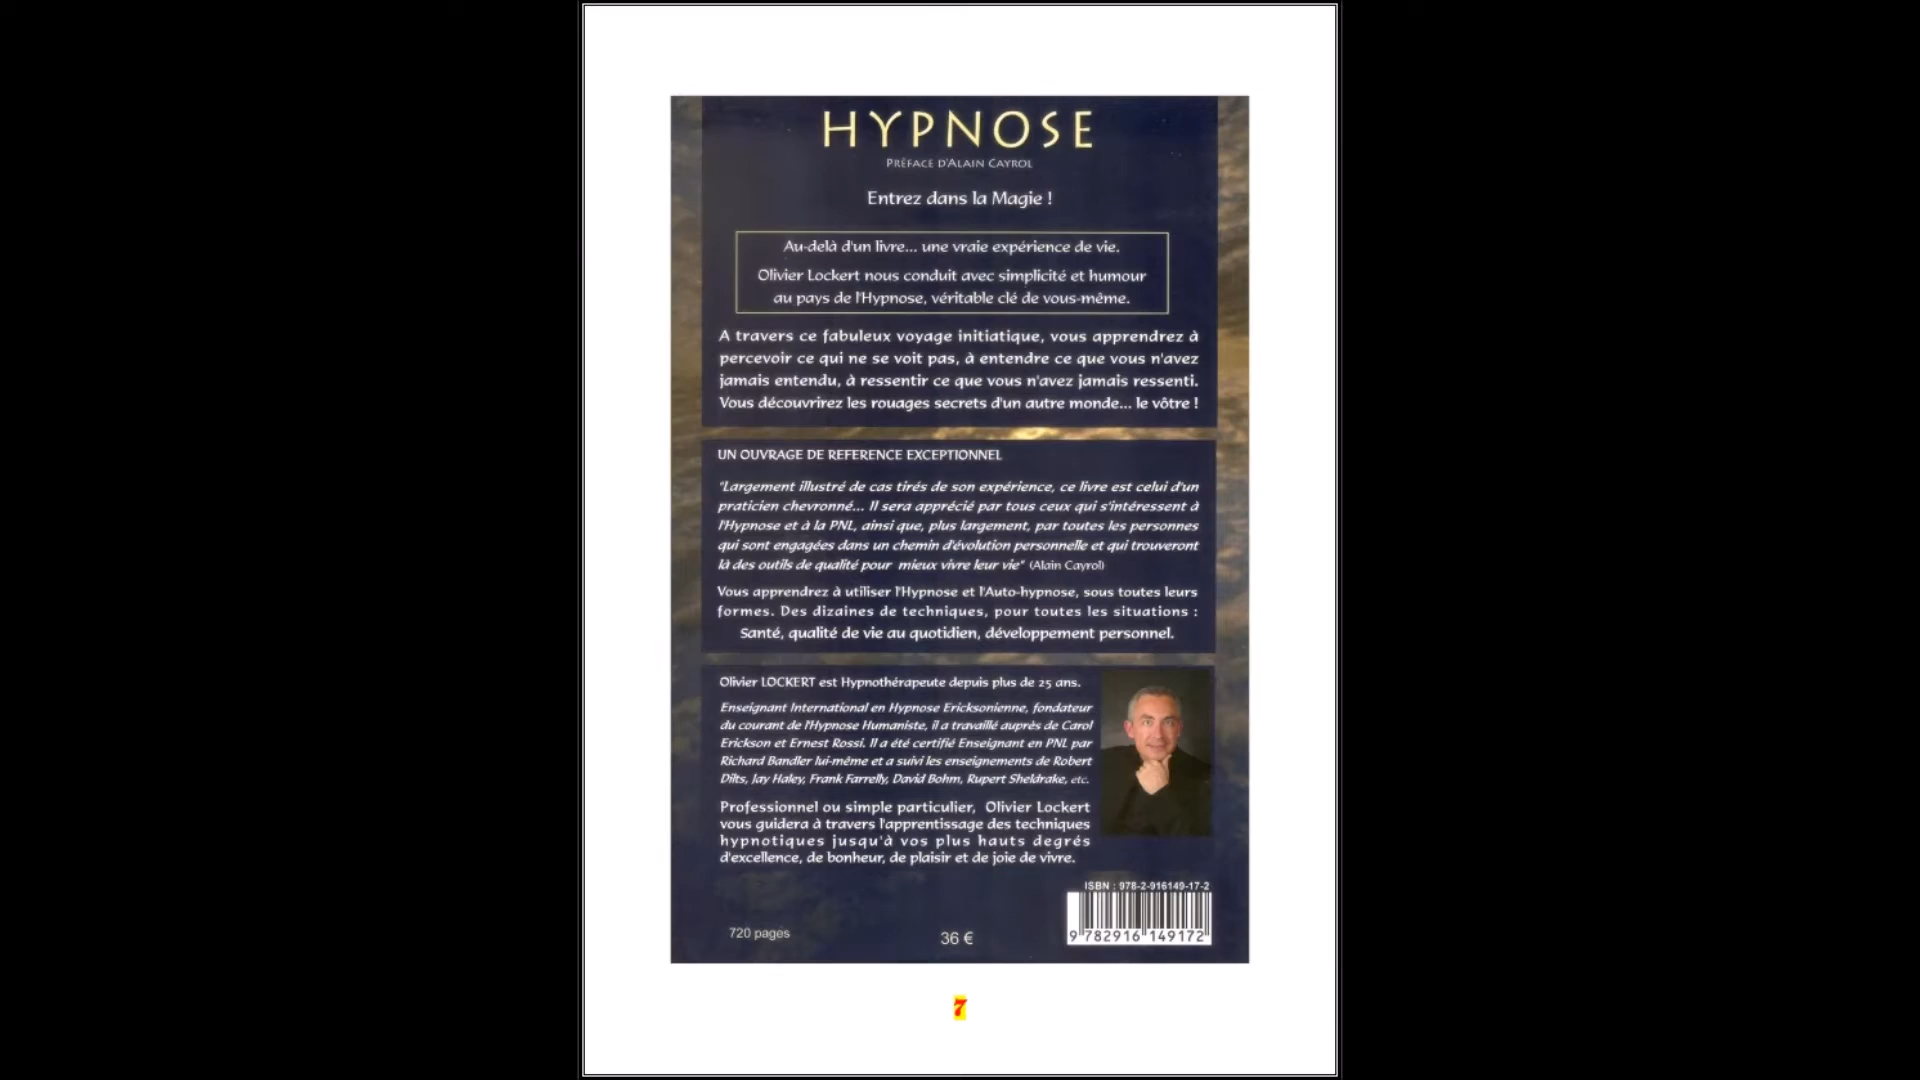 HYPNOSE
PRÉFACE D'ALAIN CAYROL
Entrez dans la Magie !
Au-delà d'un livre... une vraie expérience de vie.
Olivier Lockert nous conduit avec simplicité et humour
au pays de l'Hypnose, véritable clé de vous-même.
A travers ce fabuleux voyage initiatique, vous apprendrez à
percevoir ce qui ne se voit pas, à entendre ce que vous n'avez
jamais entendu, à ressentir ce que vous n'avez jamais ressenti.
Vous découvrirez les rouages secrets d'un autre monde... le vôtre !
UN OUVRAGE DE REFERENCE EXCEPTIONNEL
"Largement illustré de cas tirés de son expérience, ce livre est celui d'un
praticien chevronné... Il sera apprécié par tous ceux qui s'intéressent à
l'Hypnose et à la PNL, ainsi que, plus largement, par toutes les personnes
qui sont engagées dans un chemin d'évolution personnelle et qui trouveront
là des outils de qualité pour mieux vivre leur vie" (Alain Cayrol)
Vous apprendrez à utiliser l'Hypnose et l'Auto-hypnose, sous toutes leurs
formes. Des dizaines de techniques, pour toutes les situations :
Santé, qualité de vie au quotidien, développement personnel.
Olivier LOCKERT est Hypnothérapeute depuis plus de 25 ans.
Enseignant International en Hypnose Ericksonienne, fondateur
du courant de l'Hypnose Humaniste, il a travaillé auprès de Carol
Erickson et Ernest Rossi. Il a été certifié Enseignant en PNL par
Richard Bandler lui-même et a suivi les enseignements de Robert
Dilts, Jay Haley, Frank Farrelly, David Bohm, Rupert Sheldrake, etc.
Professionnel ou simple particulier, Olivier Lockert
vous guidera à travers l'apprentissage des techniques
hypnotiques jusqu'à vos plus hauts degrés
d'excellence, de bonheur, de plaisir et de joie de vivre.
ISBN : 978-2-916149-17-2
9 782916 149172
720 pages
36 €
7